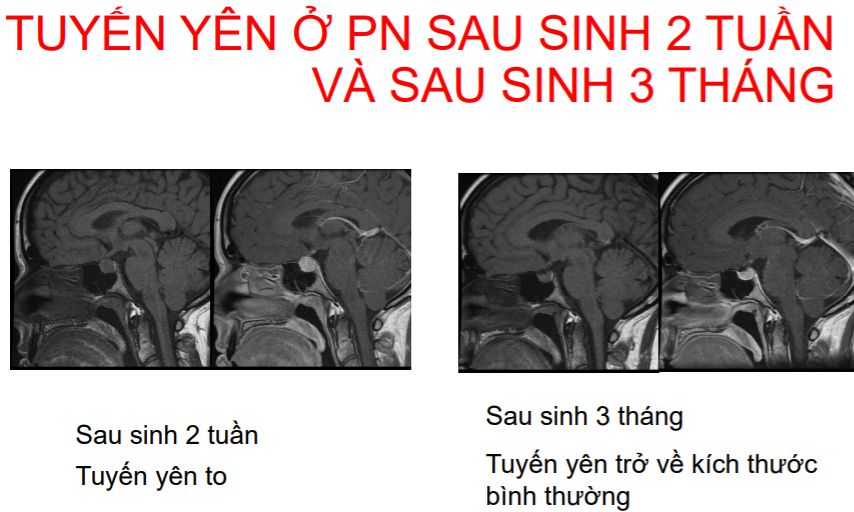 TUYẾN YÊN Ở PN SAU SINH 2 TUẦN
VÀ SAU SINH 3 THÁNG
Sau sinh 2 tuần
Tuyến yên to
Sau sinh 3 tháng
Tuyến yên trở về kích thước
bình thường